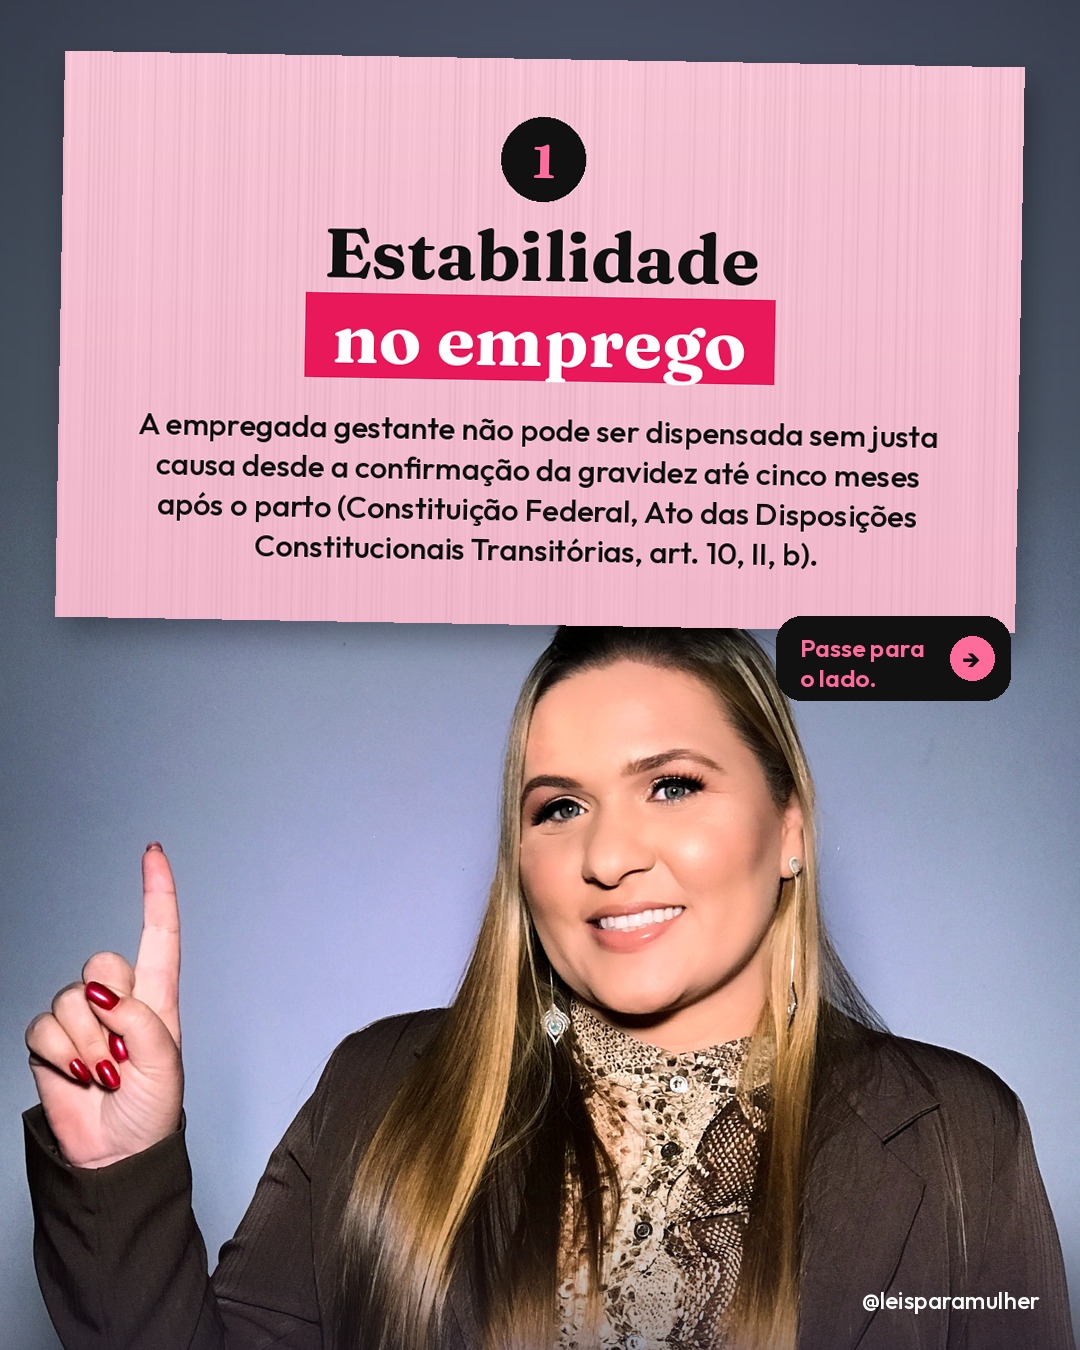 1
Estabilidade
no emprego
A empregada gestante não pode ser dispensada sem justa
causa desde a confirmação da gravidez até cinco meses
após o parto (Constituição Federal, Ato das Disposições
Constitucionais Transitórias, art. 10, II, b).
Passe para
o lado.
@leisparamulher